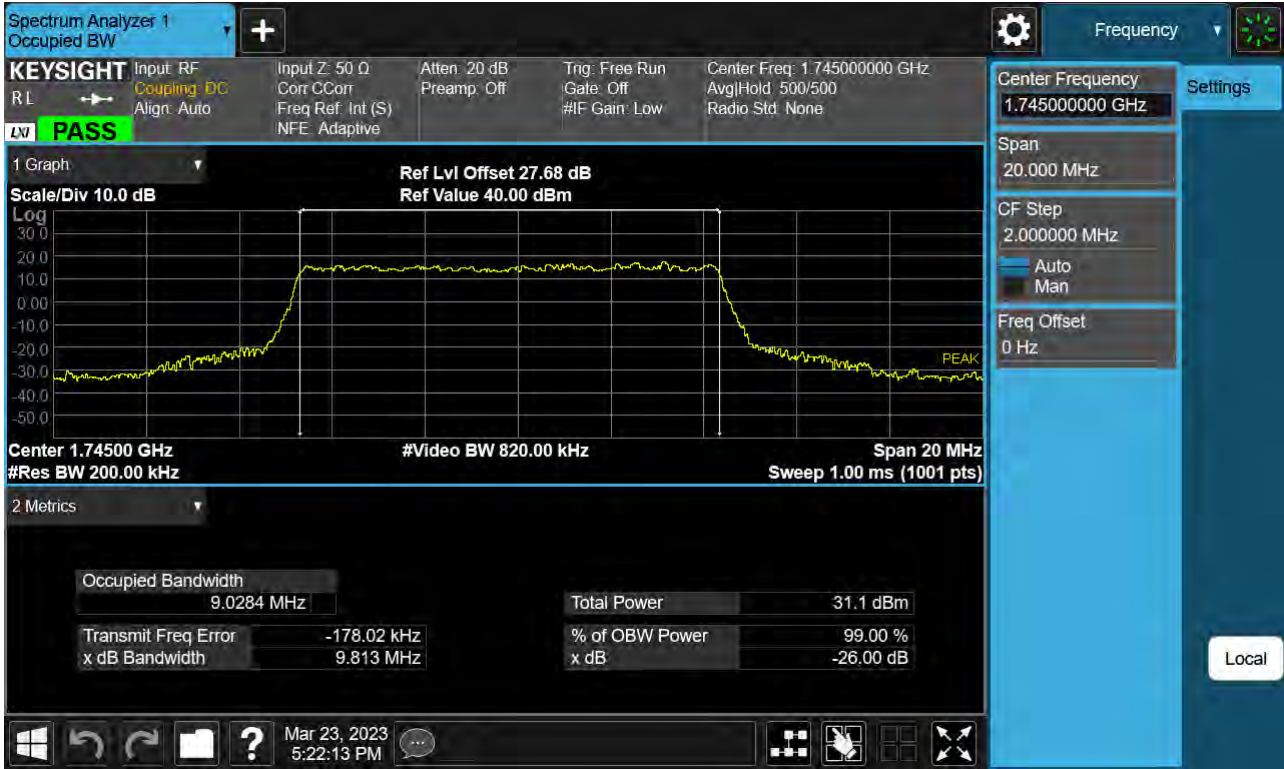 Spectrum Analyzer 1
Occupied BW
+
Frequency
KEYSIGHT
RL
LXI
PASS
Input: RF
Coupling: DC
Align: Auto
Input Z: 50 Ω
Corr CCorr
Freq Ref: Int (S)
NFE: Adaptive
Atten: 20 dB
Preamp: Off
Trig: Free Run
Gate: Off
#IF Gain: Low
Center Freq: 1.745000000 GHz
Avg|Hold: 500/500
Radio Std: None
Center Frequency
1.745000000 GHz
Settings
Span
20.000 MHz
CF Step
2.000000 MHz
Auto
Man
Freq Offset
0 Hz
Local
1 Graph
Scale/Div 10.0 dB
Ref Lvl Offset 27.68 dB
Ref Value 40.00 dBm
Log
30.0
20.0
10.0
0.00
-10.0
-20.0
-30.0
-40.0
-50.0
PEAK
Center 1.74500 GHz
#Video BW 820.00 kHz
Span 20 MHz
#Res BW 200.00 kHz
Sweep 1.00 ms (1001 pts)
2 Metrics
Occupied Bandwidth
9.0284 MHz
Total Power 31.1 dBm
Transmit Freq Error -178.02 kHz
% of OBW Power 99.00 %
x dB Bandwidth 9.813 MHz
x dB -26.00 dB
?
Mar 23, 2023
5:22:13 PM